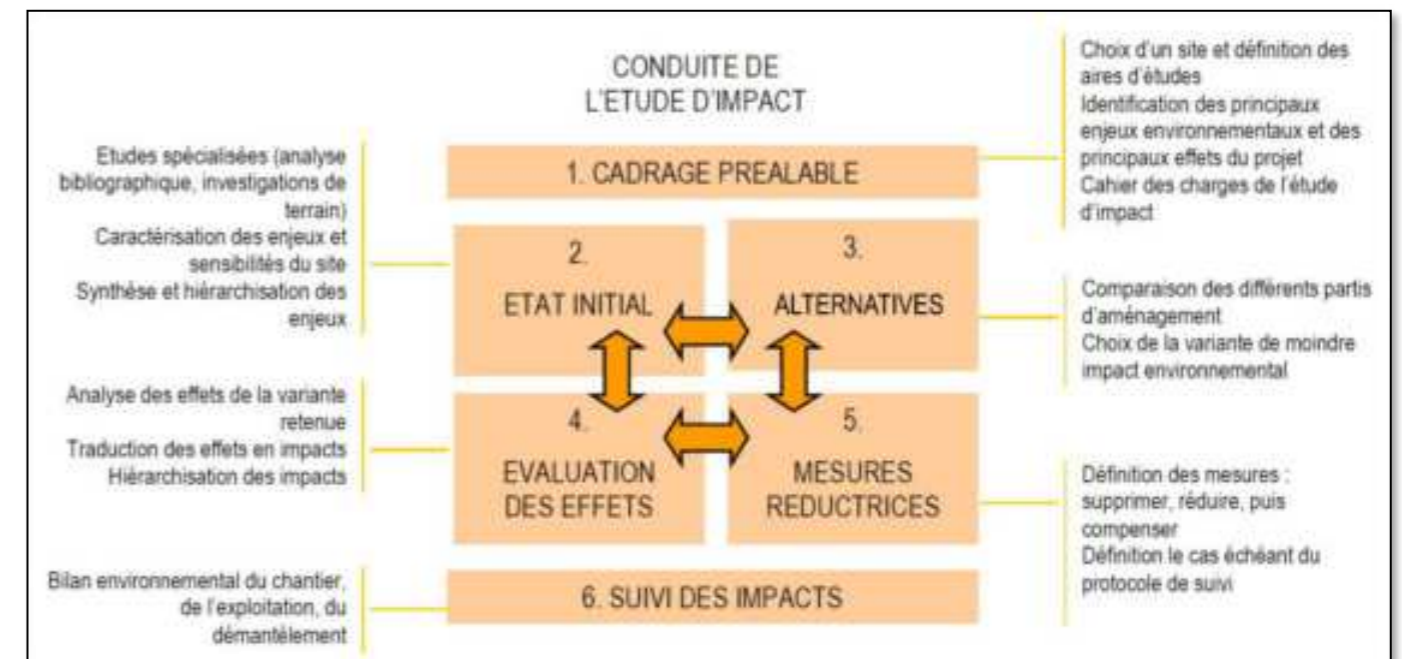 CONDUITE DE
L'ETUDE D'IMPACT
Choix d'un site et définition des
aires d'études
Identification des principaux
enjeux environnementaux et des
principaux effets du projet
Cahier des charges de l'étude
d'impact
1. CADRAGE PREALABLE
Etudes spécialisées (analyse
bibliographique, investigations de
terrain)
Caractérisation des enjeux et
sensibilités du site
Synthèse et hiérarchisation des
enjeux
2.
ETAT INITIAL
3.
ALTERNATIVES
Comparaison des différents partis
d'aménagement
Choix de la variante de moindre
impact environnemental
Analyse des effets de la variante
retenue
Traduction des effets en impacts
Hiérarchisation des impacts
4.
EVALUATION
DES EFFETS
5.
MESURES
REDUCTRICES
Définition des mesures :
supprimer, réduire, puis
compenser
Définition le cas échéant du
protocole de suivi
Bilan environnemental du chantier,
de l'exploitation, du
démantèlement
6. SUIVI DES IMPACTS